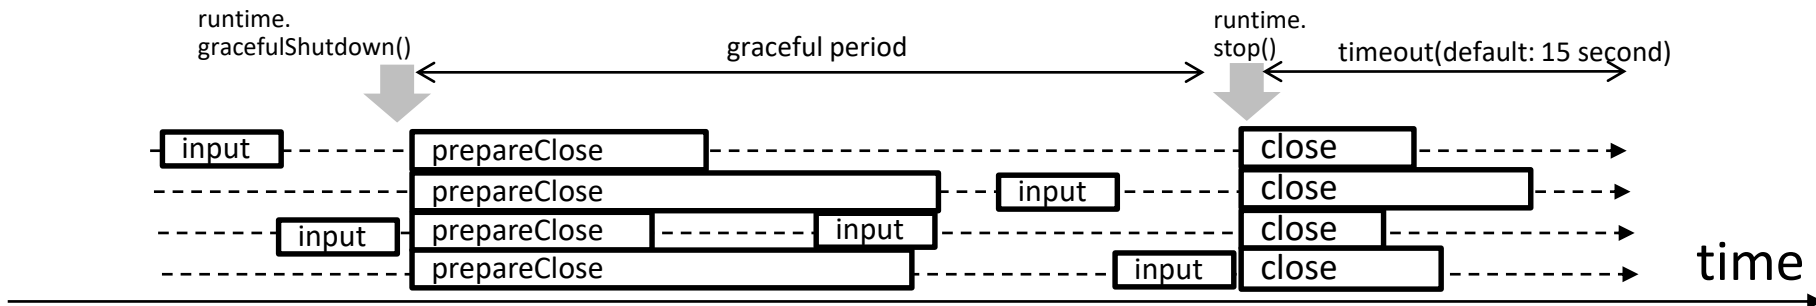 runtime.
gracefulShutdown()
graceful period
runtime.
stop()
timeout(default: 15 second)
input
prepareClose
close
prepareClose
input
close
input
prepareClose
input
close
prepareClose
input
close
time